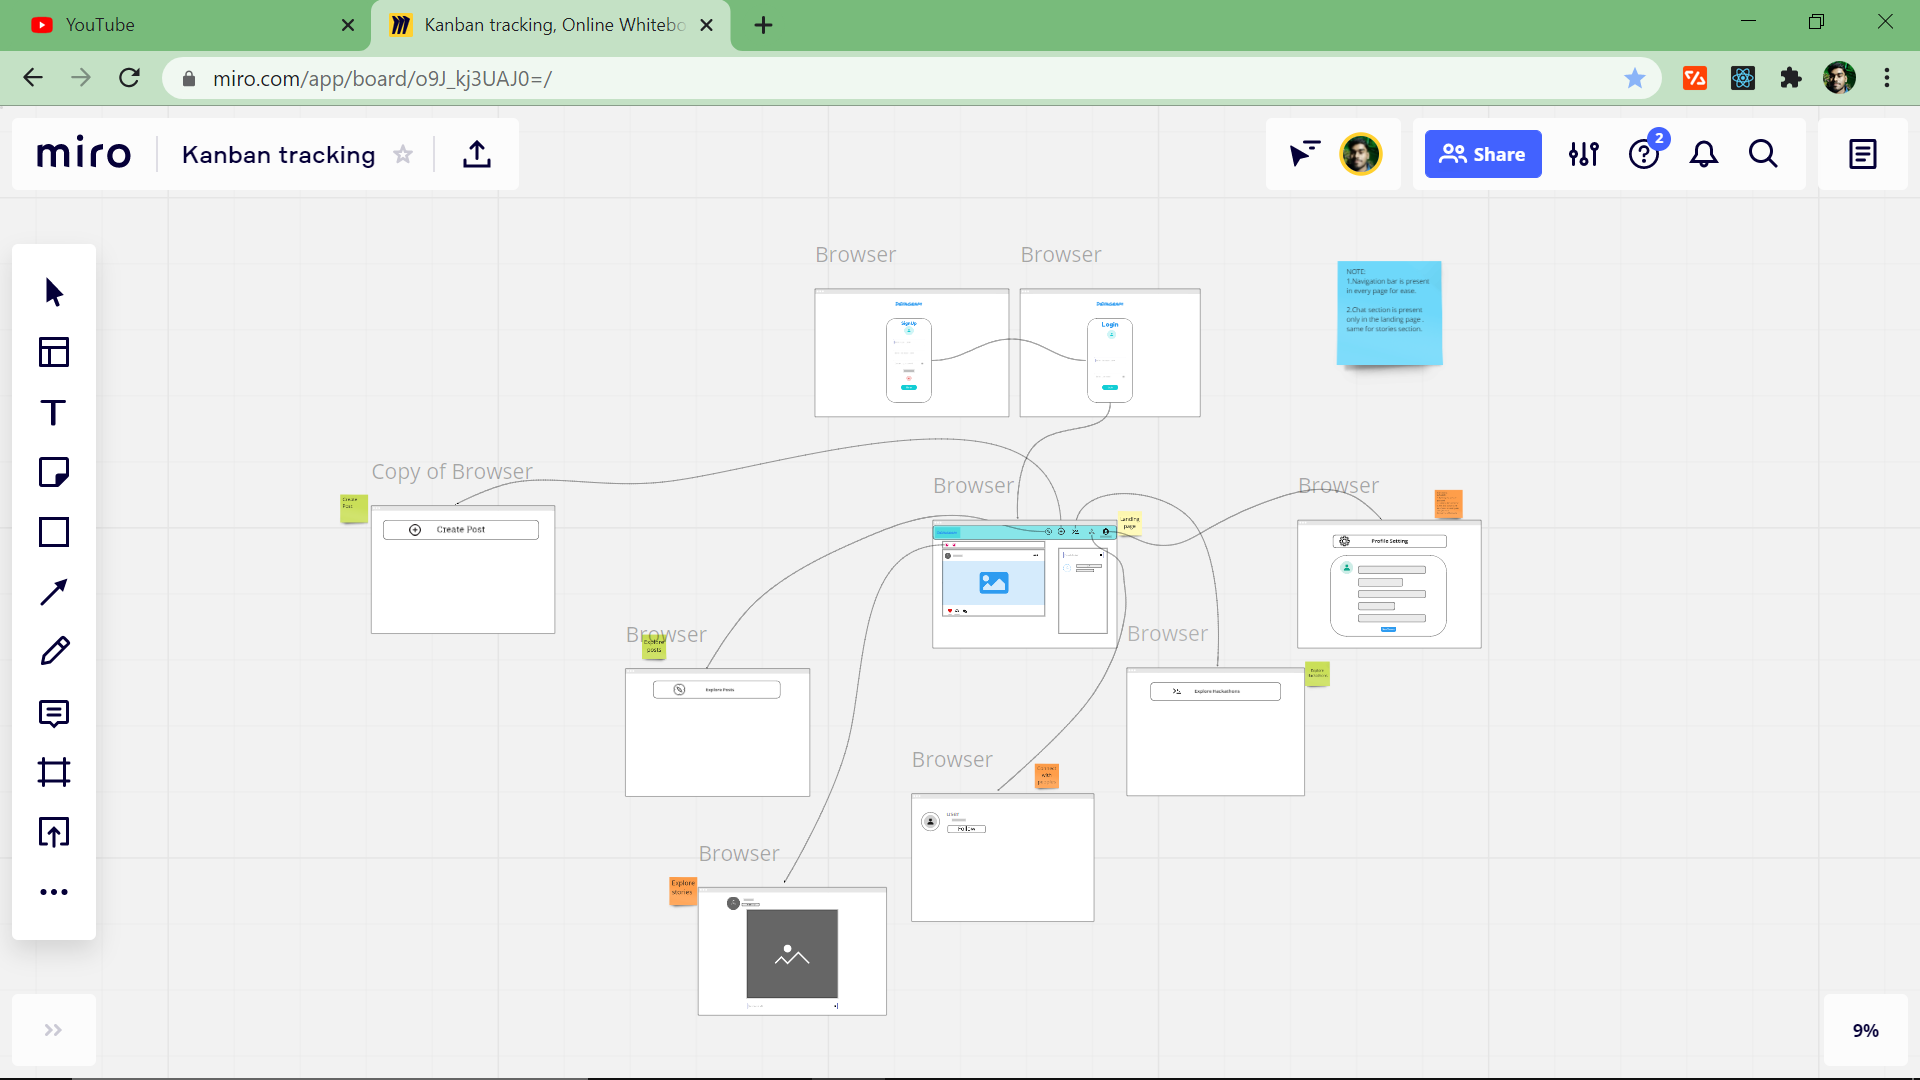 YouTube
Kanban tracking, Online Whitebo
miro.com/app/board/o9J_kj3UAJ0=/
miro
Kanban tracking
Share
2
Browser
Browser
Sign Up
Login
NOTE:
1.Navigation bar is present
in every page for ease.
2.Chat section is present
only in the landing page .
same for stories section.
Copy of Browser
Create
Post
Create Post
Browser
Landing
page
Browser
Profile Setting
Browser
Explore
posts
Explore Posts
Browser
Explore Hackathons
Browser
Connect
with
people
user
Follow
Browser
Explore
stories
T
9%